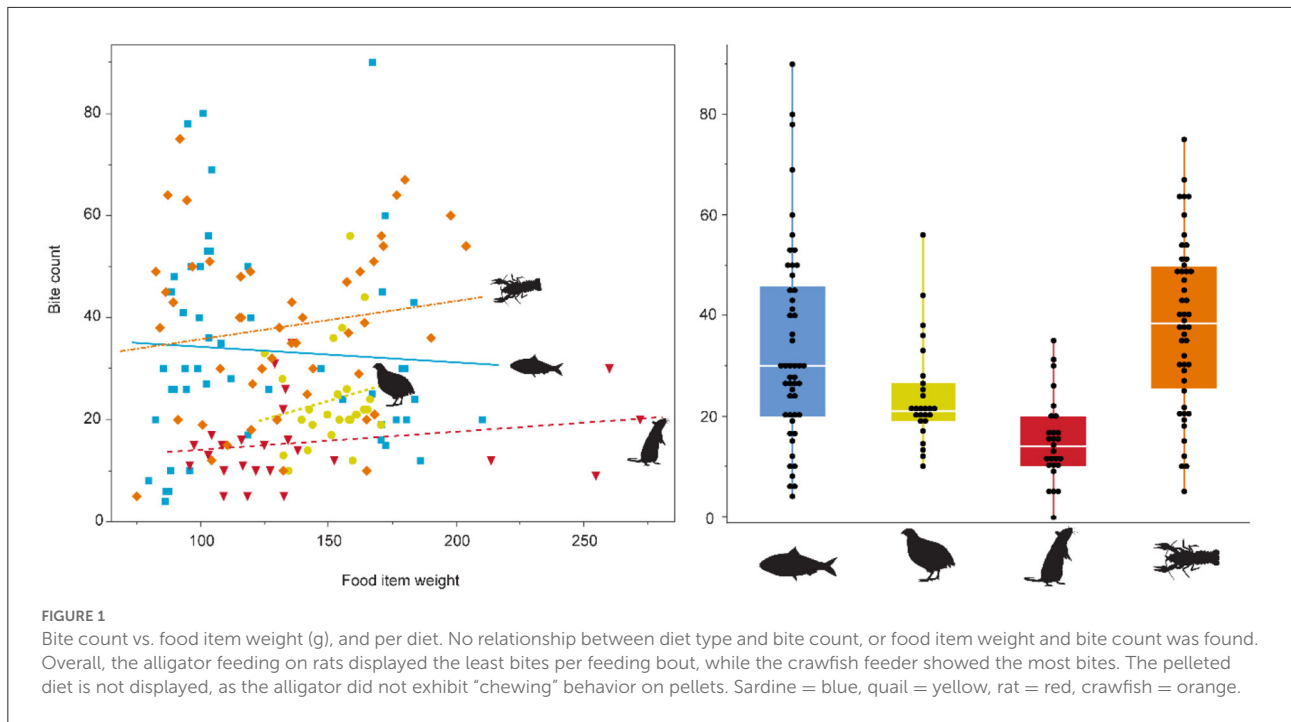 80
60
40
20
0
Bite count
100
150
200
250
Food item weight
80
60
40
20
0
FIGURE 1
Bite count vs. food item weight (g), and per diet. No relationship between diet type and bite count, or food item weight and bite count was found.
Overall, the alligator feeding on rats displayed the least bites per feeding bout, while the crawfish feeder showed the most bites. The pelleted
diet is not displayed, as the alligator did not exhibit “chewing” behavior on pellets. Sardine = blue, quail = yellow, rat = red, crawfish = orange.